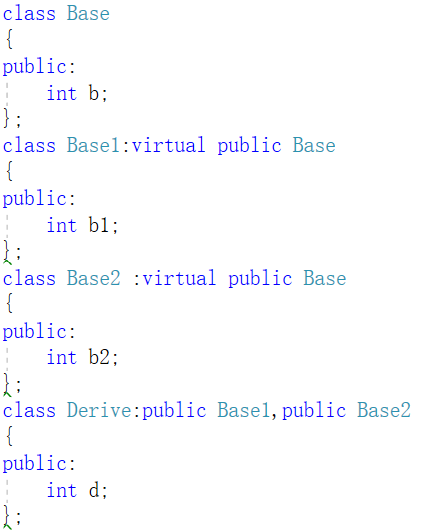 class Base
{
public:
    int b;
};
class Base1:virtual public Base
{
public:
    int b1;
};
class Base2 :virtual public Base
{
public:
    int b2;
};
class Derive:public Base1,public Base2
{
public:
    int d;
};